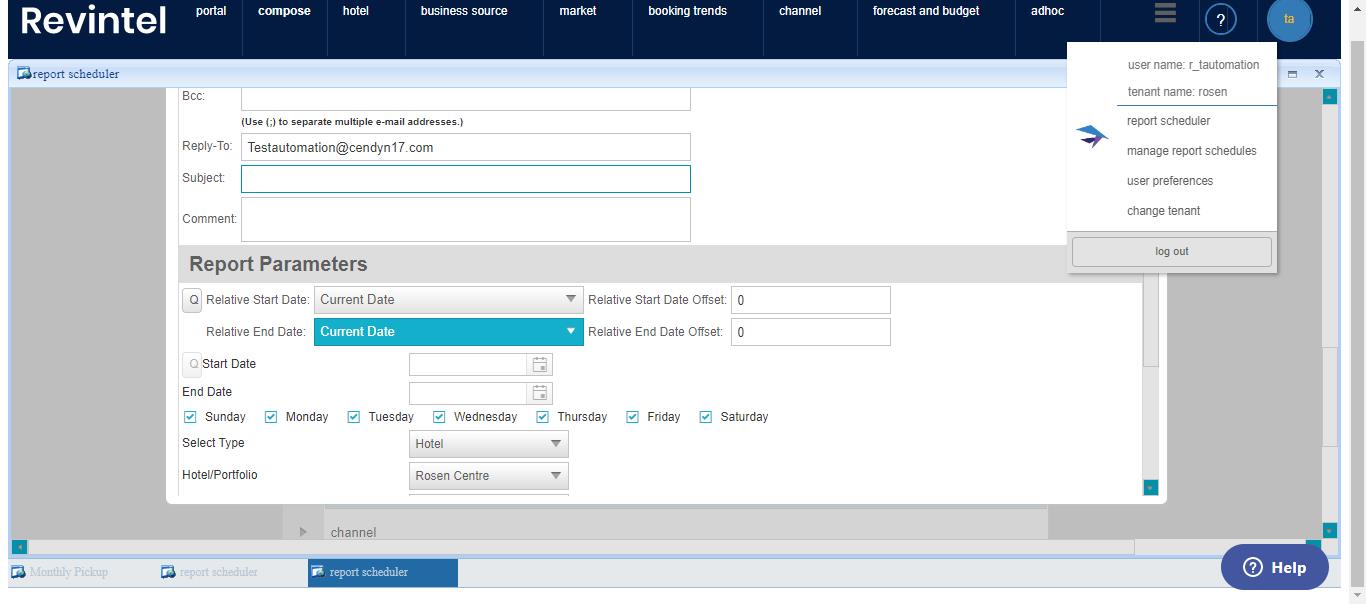 Revintel
portal compose hotel business source market booking trends channel forecast and budget adhoc ? ta
report scheduler
user name: r_tautomation
tenant name: rosen
report scheduler
manage report schedules
user preferences
change tenant
log out
Bcc:
(Use (;) to separate multiple e-mail addresses.)
Reply-To: Testautomation@cendyn17.com
Subject:
Comment:
Report Parameters
Q Relative Start Date: Current Date Relative Start Date Offset: 0
Relative End Date: Current Date Relative End Date Offset: 0
Q Start Date
End Date
Sunday Monday Tuesday Wednesday Thursday Friday Saturday
Select Type Hotel
Hotel/Portfolio Rosen Centre
channel
Monthly Pickup report scheduler report scheduler
? Help